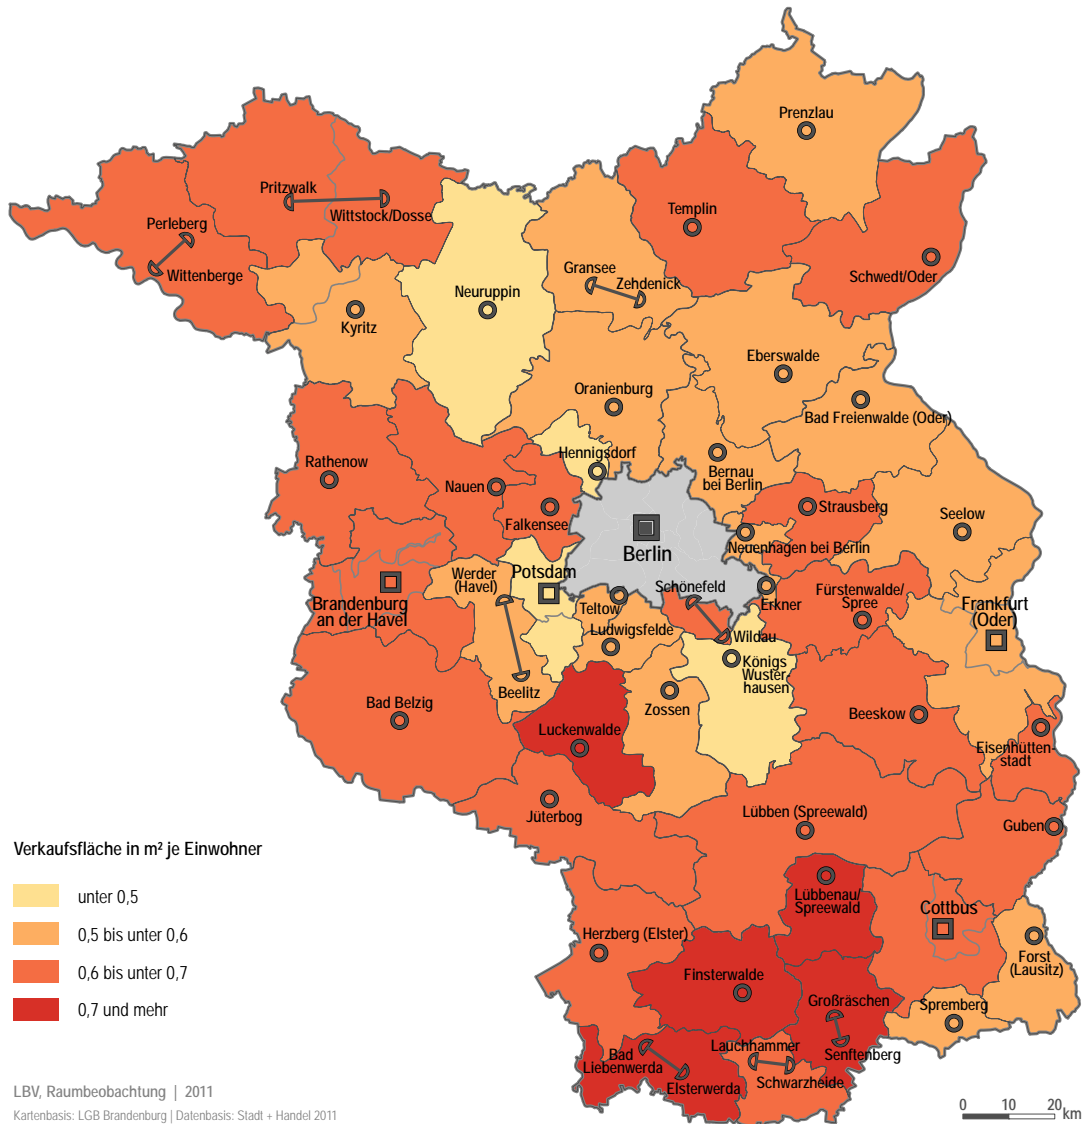 Prenzlau
Pritzwalk
Wittstock/Dosse
Perleberg
Wittenberge
Templin
Schwedt/Oder
Gransee
Zehdenick
Neuruppin
Kyritz
Eberswalde
Oranienburg
Bad Freienwalde (Oder)
Hennigsdorf
Bernau
bei Berlin
Rathenow
Nauen
Falkensee
Strausberg
Seelow
Berlin
Neuenhagen bei Berlin
Werder
(Havel)
Potsdam
Schönefeld
Erkner
Fürstenwalde/
Spree
Frankfurt
(Oder)
Brandenburg
an der Havel
Teltow
Ludwigsfelde
Wildau
Königs
Wuster
hausen
Beelitz
Zossen
Bad Belzig
Beeskow
Luckenwalde
Eisenhütten-
stadt
Jüterbog
Lübben (Spreewald)
Guben
Verkaufsfläche in m² je Einwohner
unter 0,5
0,5 bis unter 0,6
0,6 bis unter 0,7
0,7 und mehr
Lübbenau/
Spreewald
Cottbus
Herzberg (Elster)
Forst
(Lausitz)
Finsterwalde
Großräschen
Spremberg
Lauchhammer
Senftenberg
Bad
Liebenwerda
Elsterwerda
Schwarzheide
LBV, Raumbeobachtung | 2011
Kartenbasis: LGB Brandenburg | Datenbasis: Stadt + Handel 2011
0 10 20 km